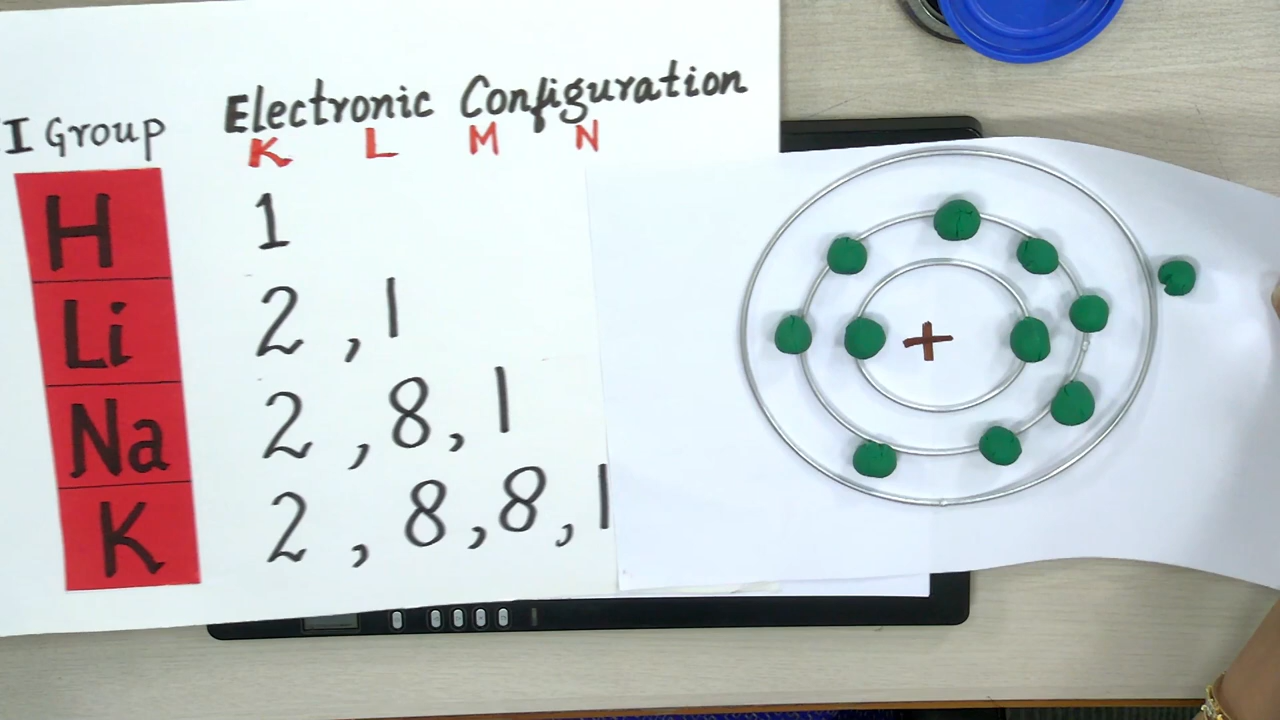 I Group Electronic Configuration
K L M N
H 1
Li 2 , 1
Na 2 , 8 , 1
K 2 , 8 , 8 , 1
+